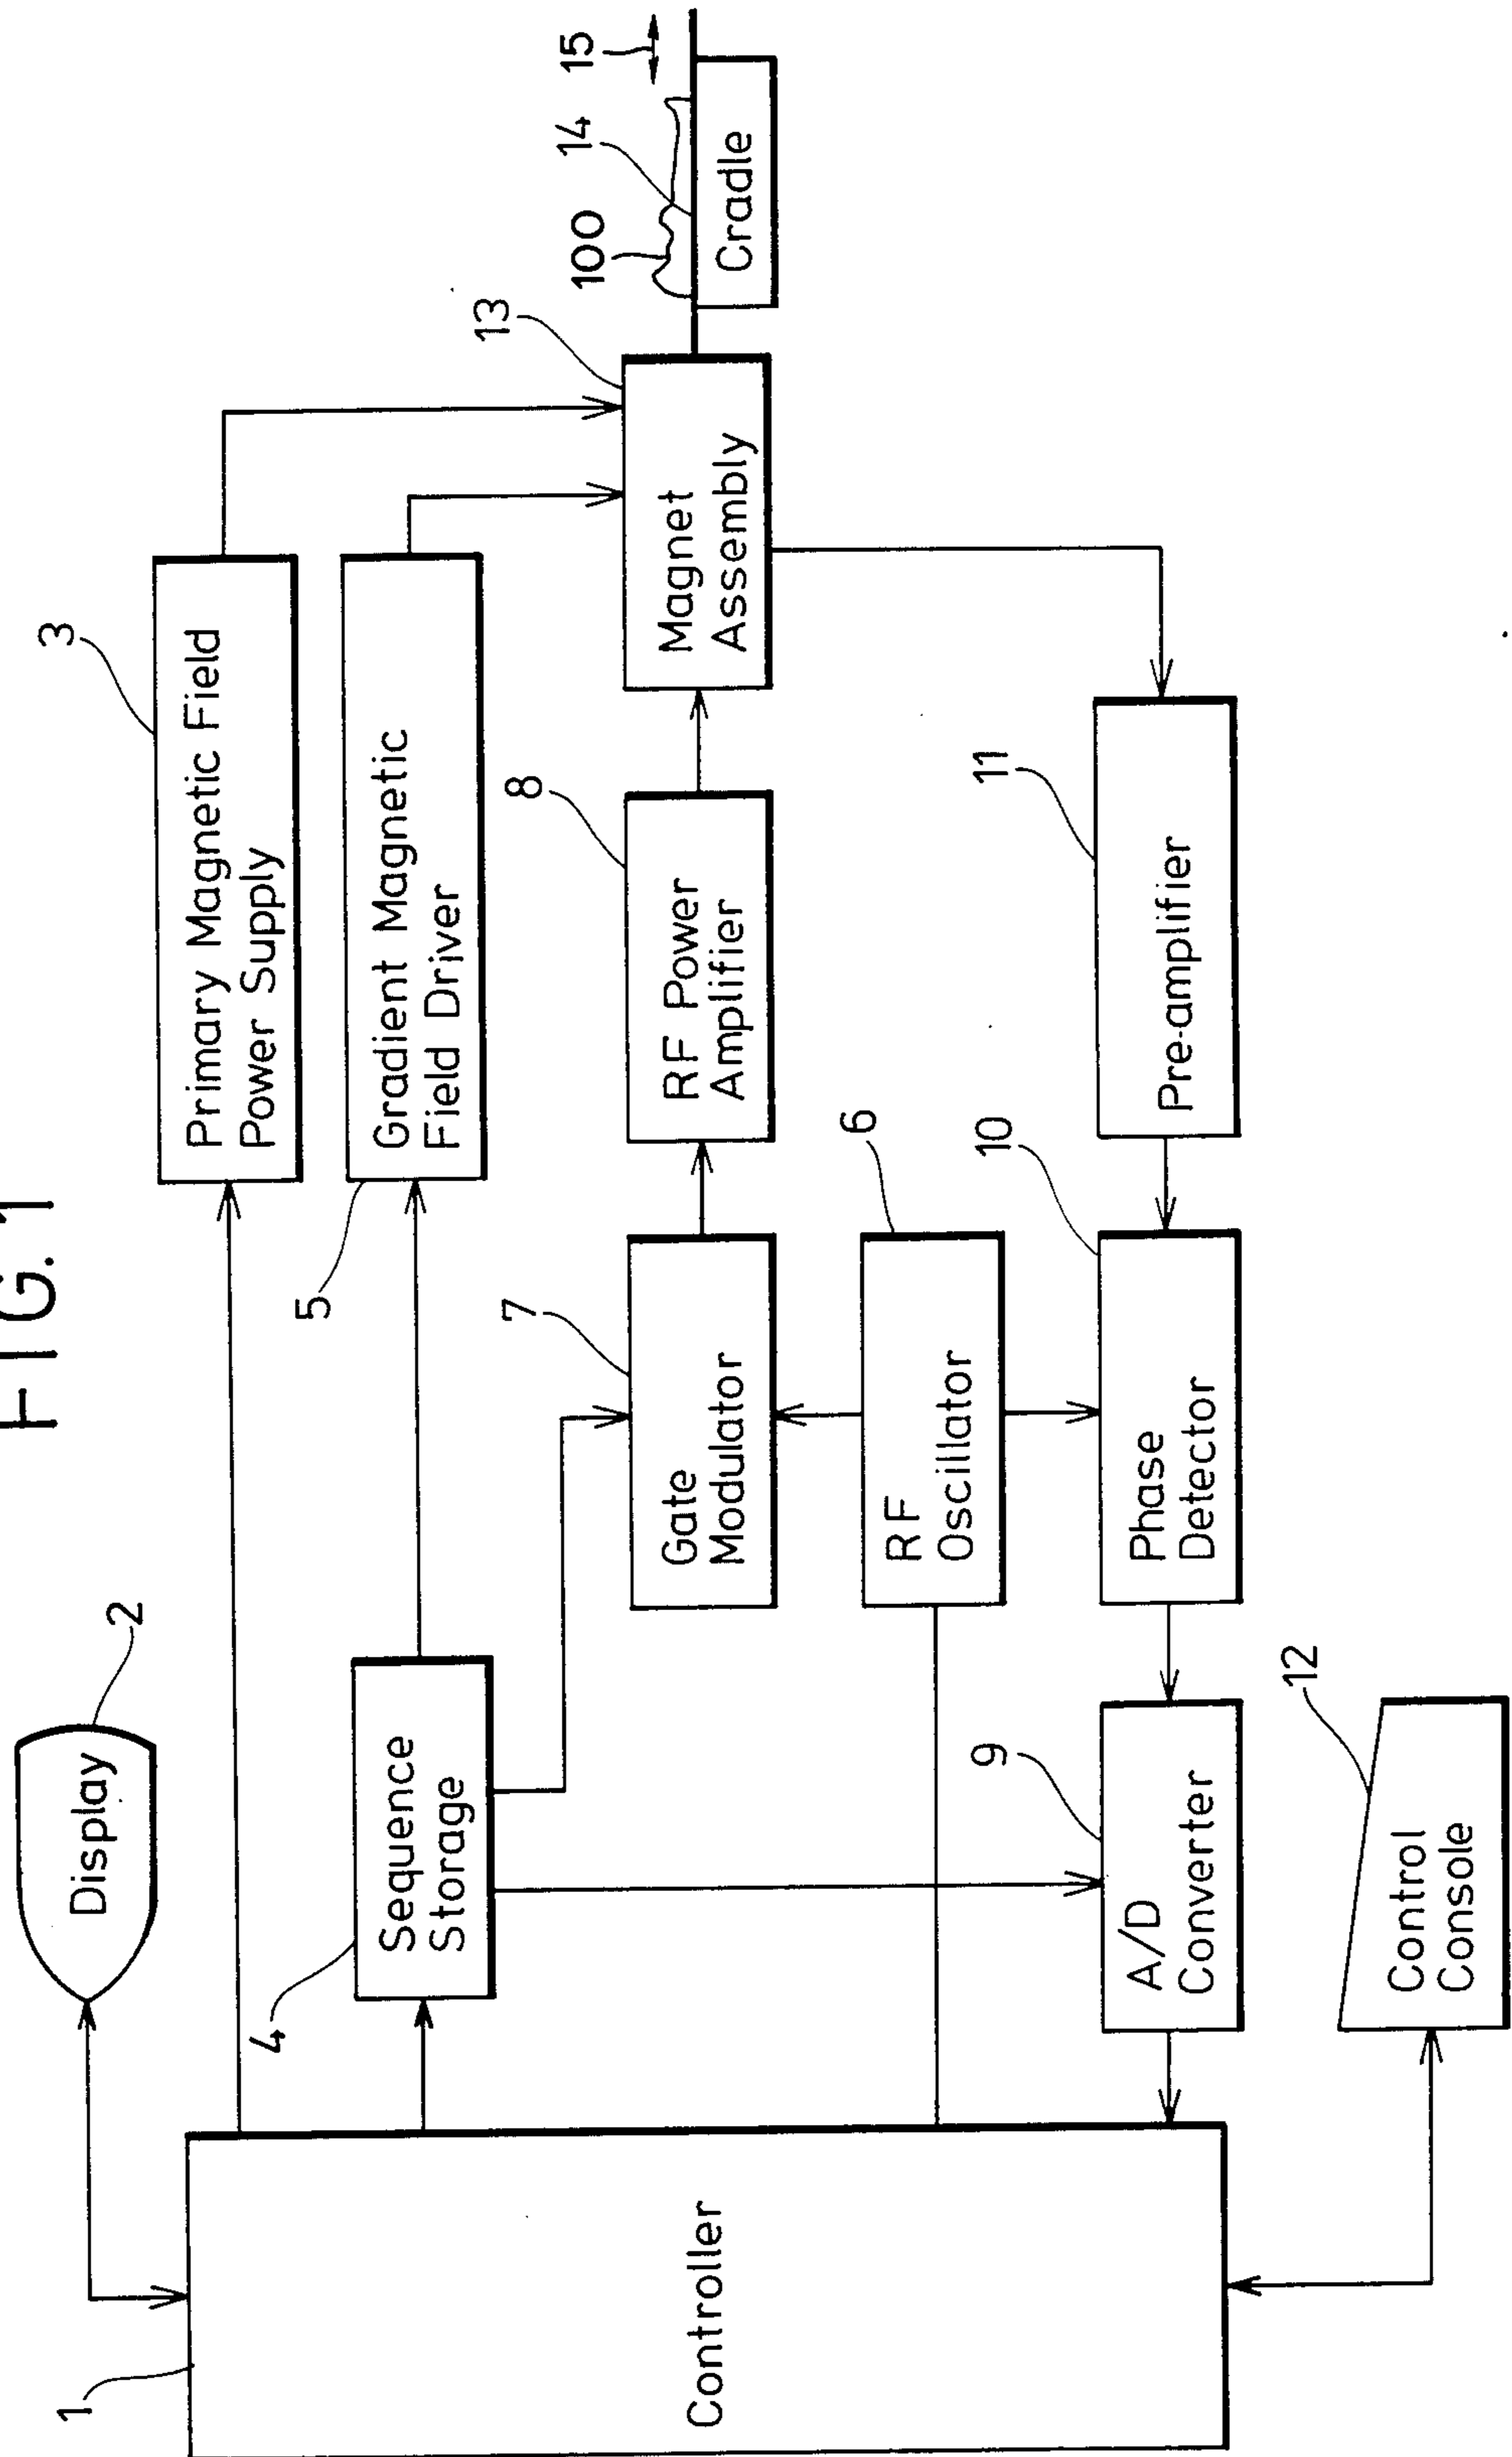 FIG. 1
Display
2
3
Primary Magnetic Field
Power Supply
5
Gradient Magnetic
Field Driver
4
Sequence
Storage
1
Controller
7
Gate
Modulator
8
RF Power
Amplifier
13
Magnet
Assembly
100
14
15
Cradle
6
RF
Oscillator
9
A/D
Converter
10
Phase
Detector
11
Pre-amplifier
12
Control
Console